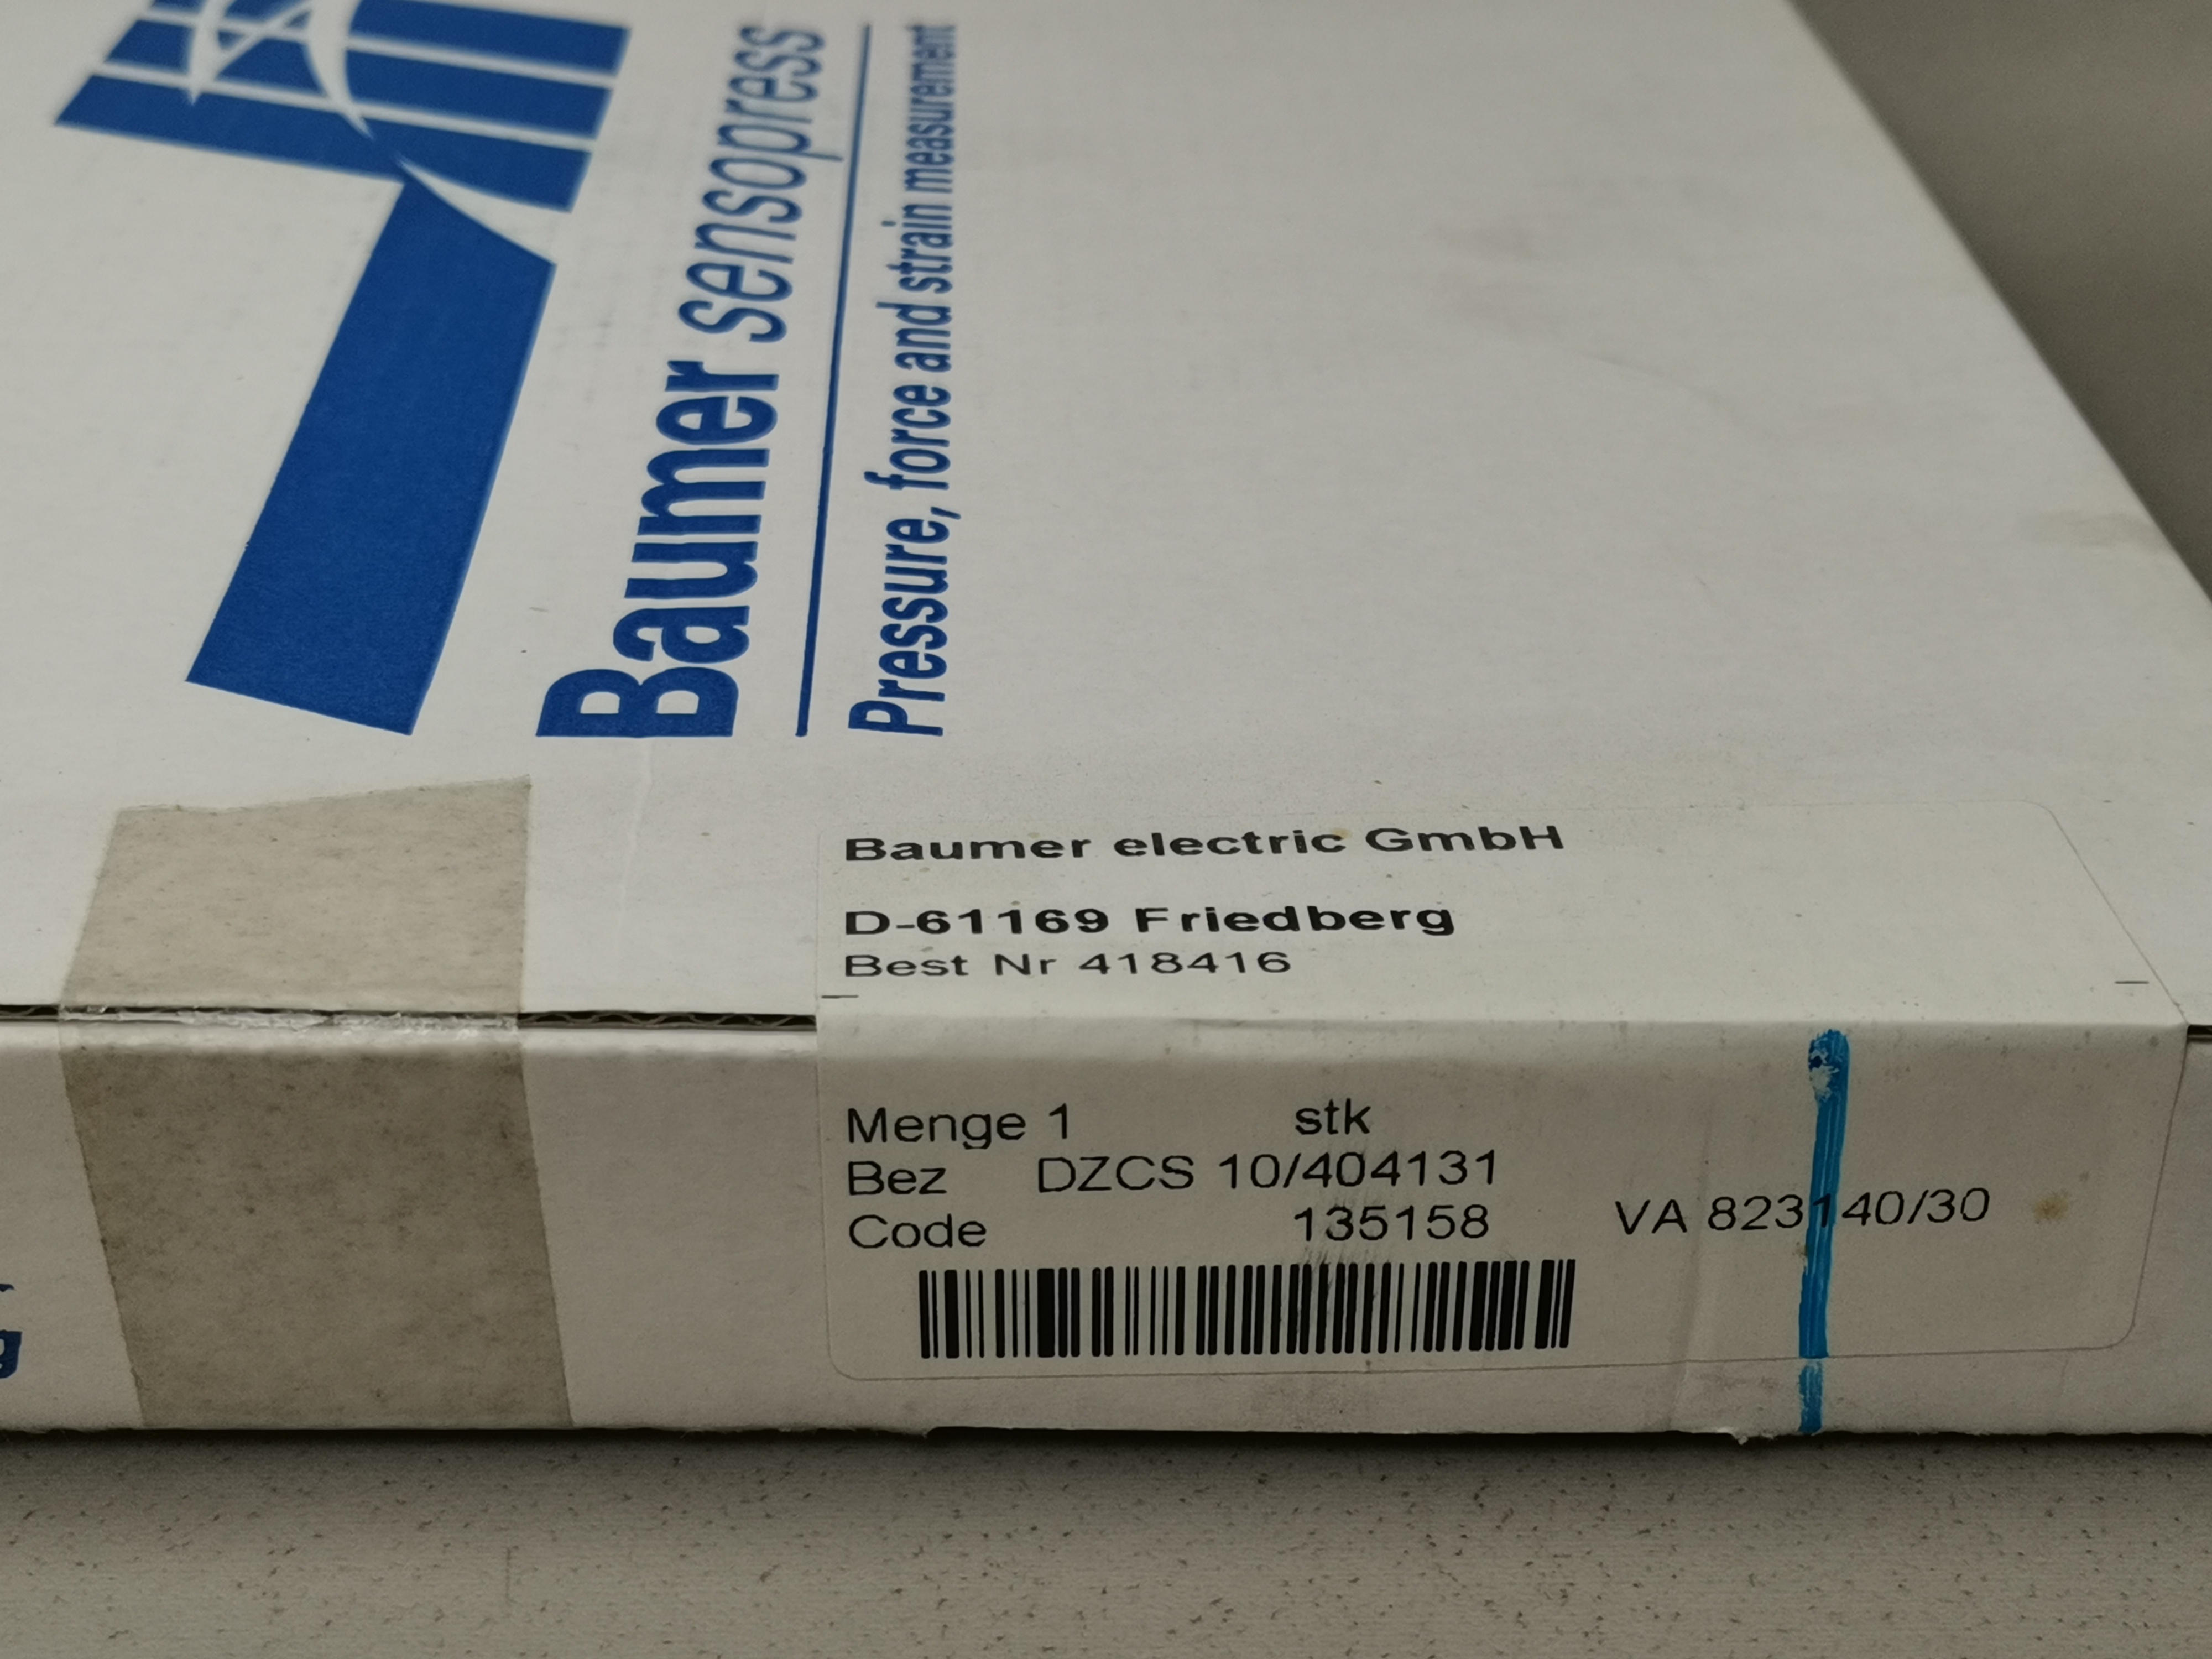 Baumer sensopress
Pressure, force and strain measurement
Baumer electric GmbH
D-61169 Friedberg
Best Nr 418416
Menge 1 stk
Bez DZCS 10/404131
Code 135158 VA 823140/30